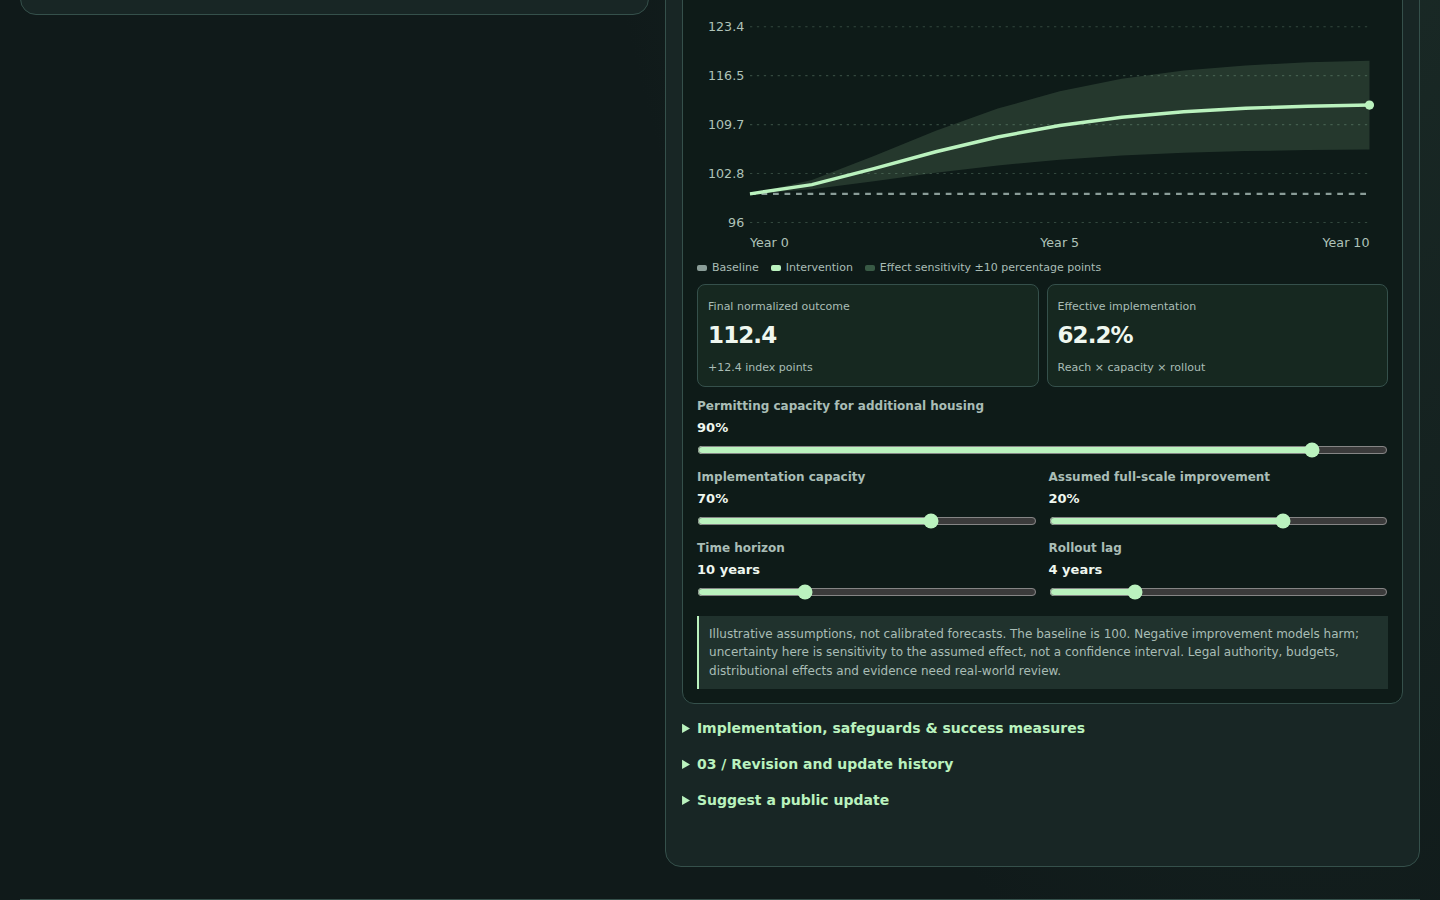 123.4
116.5
109.7
102.8
96
Year 0 Year 5 Year 10
Baseline Intervention Effect sensitivity ±10 percentage points
Final normalized outcome
112.4
+12.4 index points
Effective implementation
62.2%
Reach × capacity × rollout
Permitting capacity for additional housing
90%
Implementation capacity
70%
Assumed full-scale improvement
20%
Time horizon
10 years
Rollout lag
4 years
Illustrative assumptions, not calibrated forecasts. The baseline is 100. Negative improvement models harm;
uncertainty here is sensitivity to the assumed effect, not a confidence interval. Legal authority, budgets,
distributional effects and evidence need real-world review.
Implementation, safeguards & success measures
03 / Revision and update history
Suggest a public update